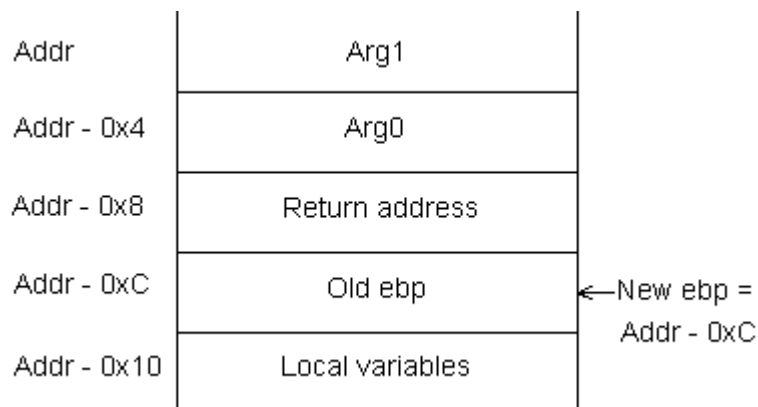 Addr
Arg1
Addr - 0x4
Arg0
Addr - 0x8
Return address
Addr - 0xC
Old ebp
New ebp =
Addr - 0xC
Addr - 0x10
Local variables